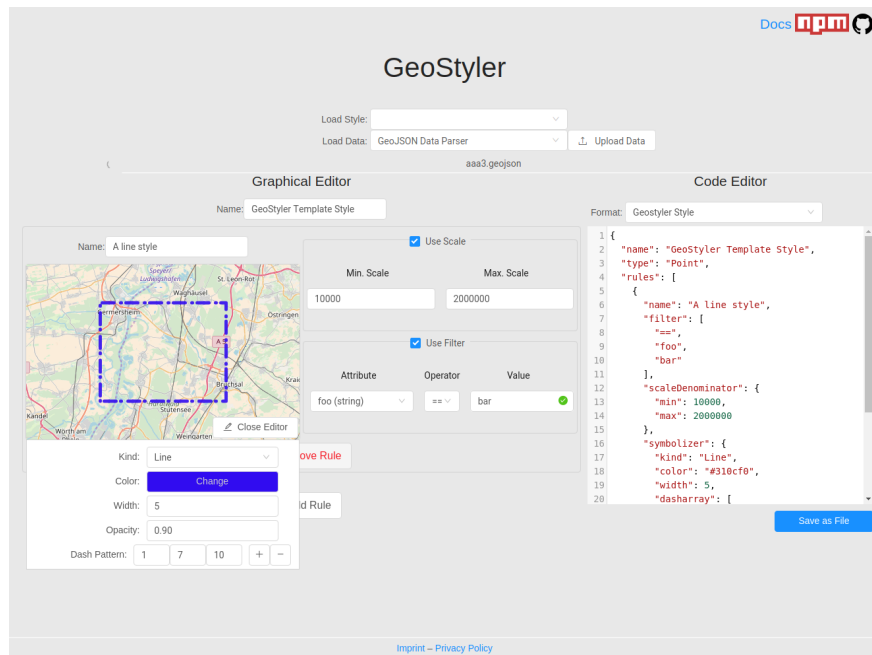 Docs npm
GeoStyler
Load Style:
Load Data: GeoJSON Data Parser Upload Data
aaa3.geojson
Graphical Editor
Name: GeoStyler Template Style
Name: A line style
Speyer/
Ludwigshafen
St. Leon-Rot
Waghäusel
Germersheim
Östringen
A 5
Bruchsal
Kraic
Stutensee
Kandel
Wörth am
Rhein
Weingarten
Close Editor
Kind: Line
Color: Change
Width: 5
Opacity: 0.90
Dash Pattern: 1 7 10 + −
Use Scale
Min. Scale Max. Scale
10000 2000000
Use Filter
Attribute Operator Value
foo (string) == bar
ove Rule
d Rule
Code Editor
Format: Geostyler Style
1 {
2 "name": "GeoStyler Template Style",
3 "type": "Point",
4 "rules": [
5 {
6 "name": "A line style",
7 "filter": [
8 "==",
9 "foo",
10 "bar"
11 ],
12 "scaleDenominator": {
13 "min": 10000,
14 "max": 2000000
15 },
16 "symbolizer": {
17 "kind": "Line",
18 "color": "#310cf0",
19 "width": 5,
20 "dasharray": [
Save as File
Imprint – Privacy Policy